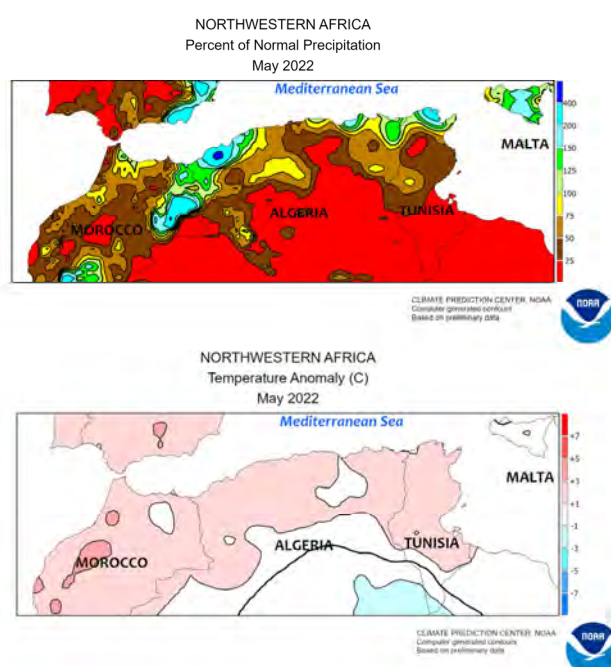 NORTHWESTERN AFRICA
Percent of Normal Precipitation
May 2022
Mediterranean Sea
MALTA
ALGERIA
TUNISIA
MOROCCO
400
200
150
125
100
75
50
25
CLIMATE PREDICTION CENTER, NOAA
Computer generated contours
Based on preliminary data
NOAA
NORTHWESTERN AFRICA
Temperature Anomaly (C)
May 2022
Mediterranean Sea
MALTA
ALGERIA
TUNISIA
MOROCCO
+7
+5
+3
+1
-1
-3
-5
-7
CLIMATE PREDICTION CENTER, NOAA
Computer generated contours
Based on preliminary data
NOAA